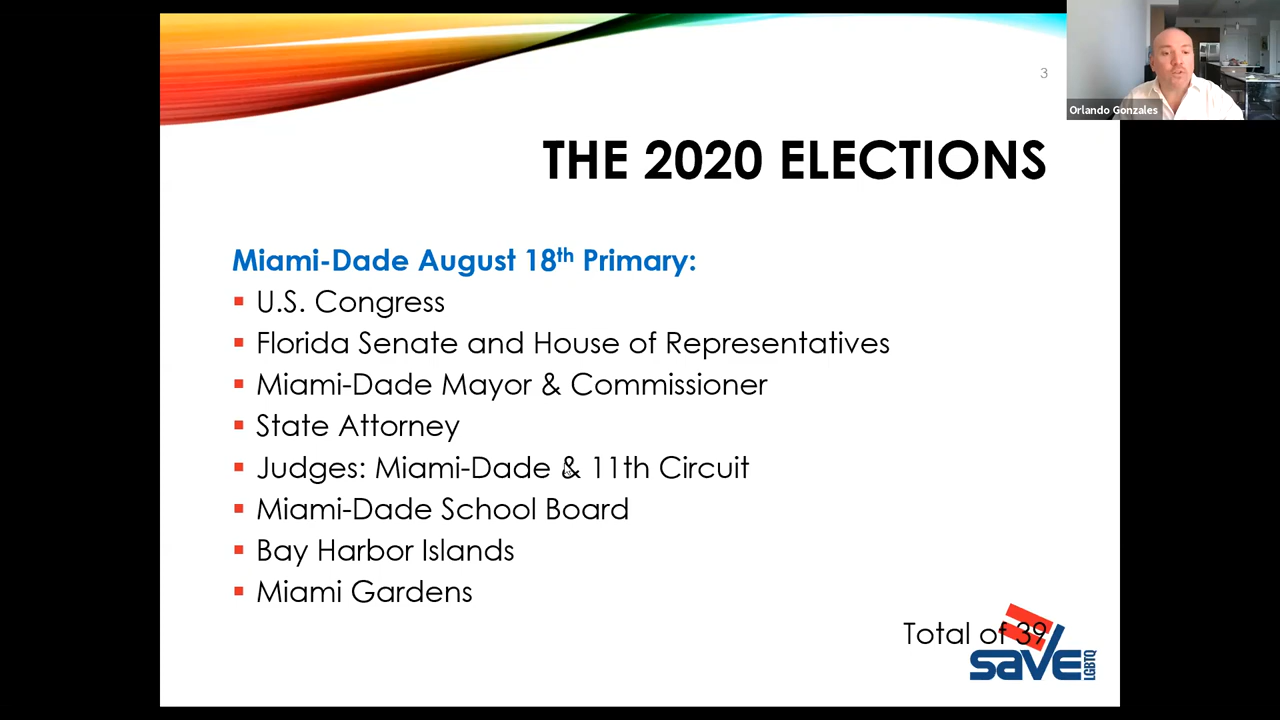 3
Orlando Gonzales
THE 2020 ELECTIONS
Miami-Dade August 18th Primary:
U.S. Congress
Florida Senate and House of Representatives
Miami-Dade Mayor & Commissioner
State Attorney
Judges: Miami-Dade & 11th Circuit
Miami-Dade School Board
Bay Harbor Islands
Miami Gardens
Total of 39
save LGBTQ